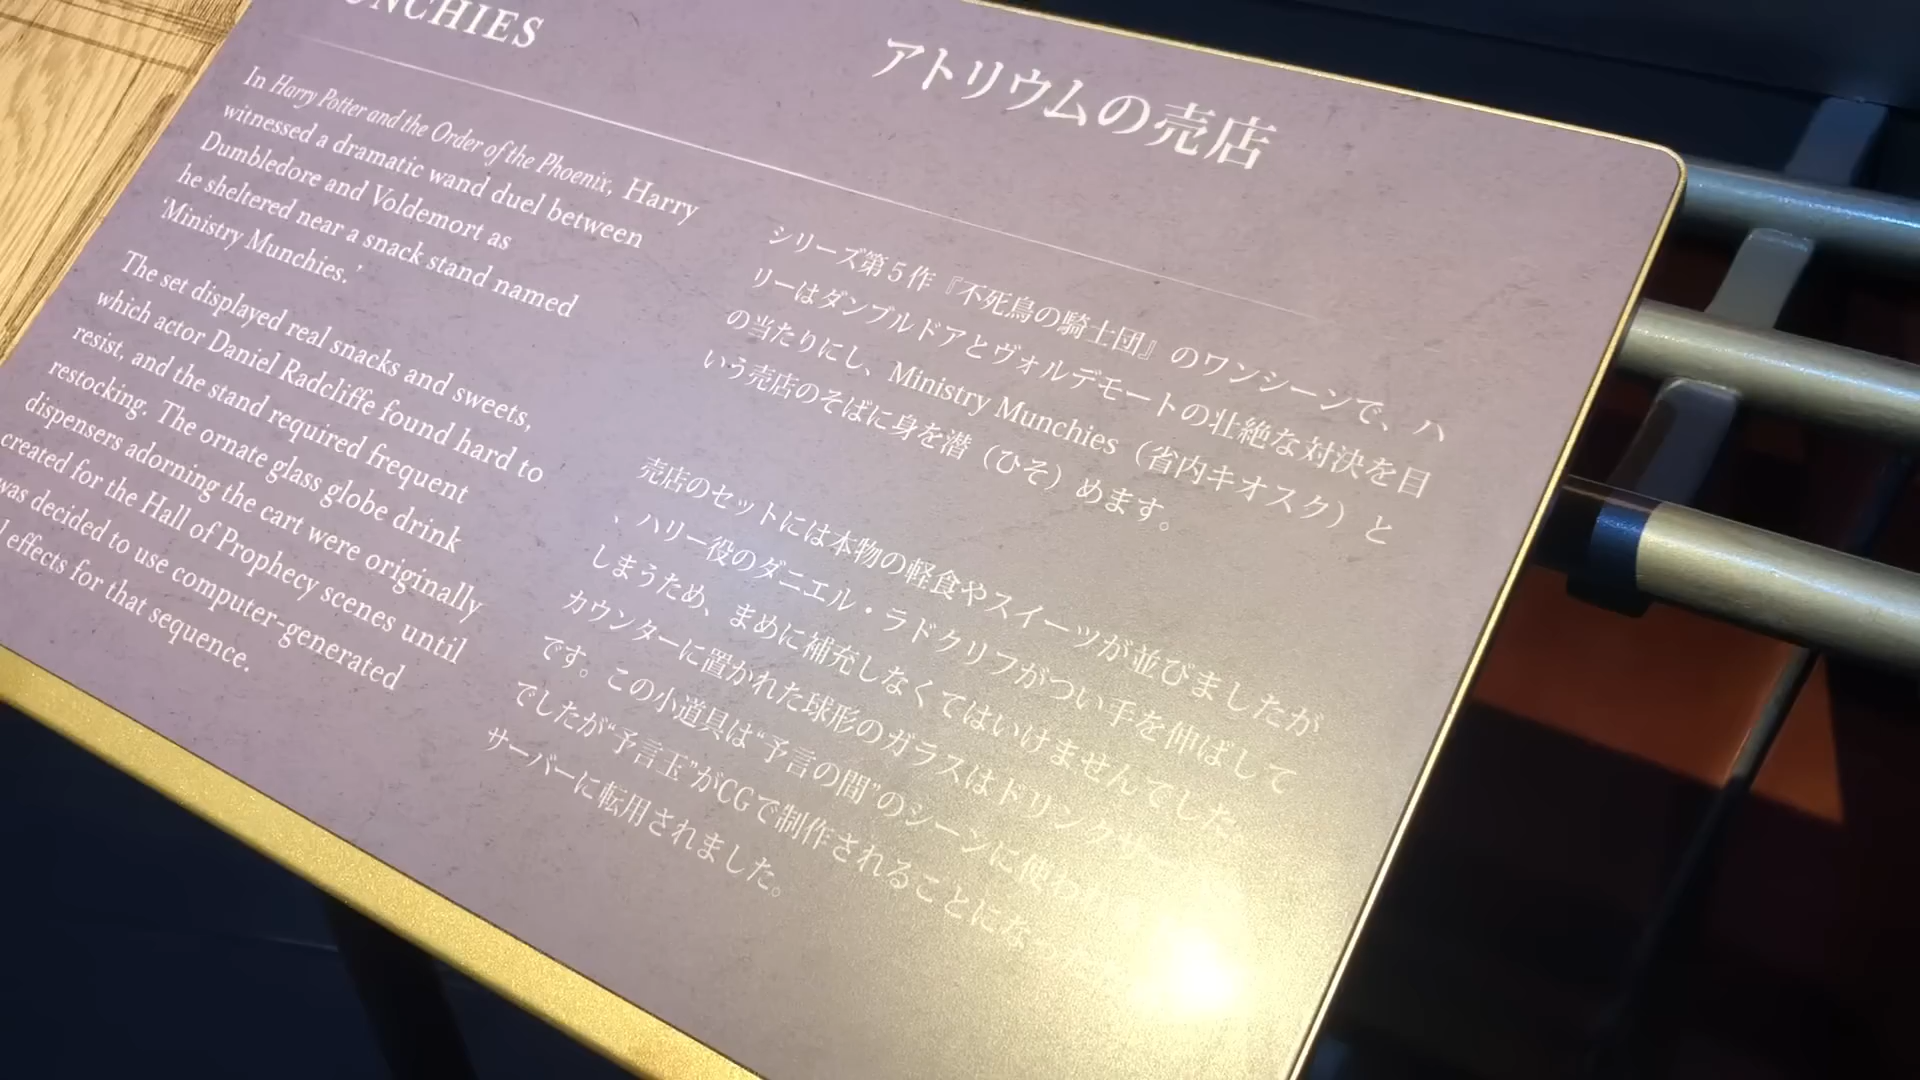 UNCHIES
In Harry Potter and the Order of the Phoenix, Harry
witnessed a dramatic wand duel between
Dumbledore and Voldemort as
he sheltered near a snack stand named
‘Ministry Munchies.’
The set displayed real snacks and sweets,
which actor Daniel Radcliffe found hard to
resist, and the stand required frequent
restocking. The ornate glass globe drink
dispensers adorning the cart were originally
created for the Hall of Prophecy scenes until
was decided to use computer-generated
effects for that sequence.
アトリウムの売店
シリーズ第5作『不死鳥の騎士団』のワンシーンで、ハ
リーはダンブルドアとヴォルデモートの壮絶な対決を目
の当たりにし、Ministry Munchies（省内キオスク）と
いう売店のそばに身を潜（ひそ）めます。
売店のセットには本物の軽食やスイーツが並びましたが
、ハリー役のダニエル・ラドクリフがつい手を伸ばして
しまうため、まめに補充しなくてはいけませんでした。
カウンターに置かれた球形のガラスはドリンクサー
です。この小道具は“予言の間”のシーンに使われ
でしたが“予言玉”がCGで制作されることにな
サーバーに転用されました。